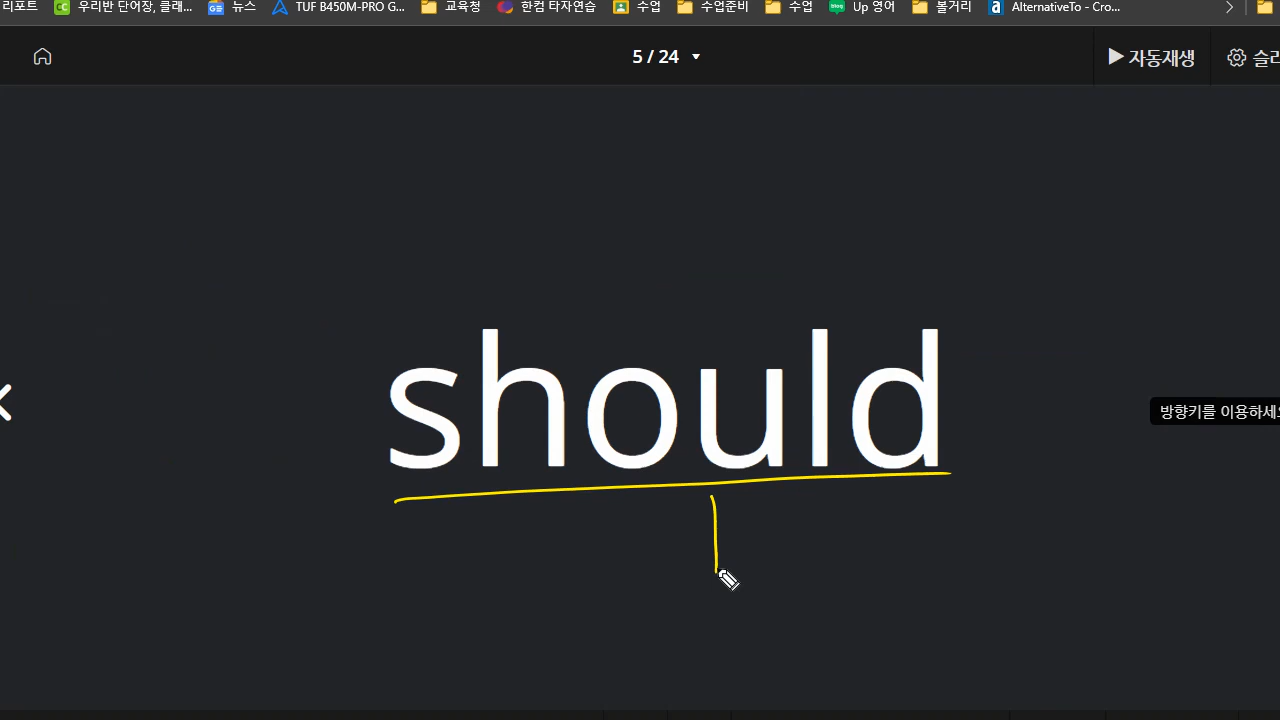 리포트 우리반 단어장, 클래... 뉴스 TUF B450M-PRO G... 교육청 한컴 타자연습 수업 수업준비 수업 Up 영어 볼거리 AlternativeTo - Cro...
5 / 24 자동재생
should
방향키를 이용하세요